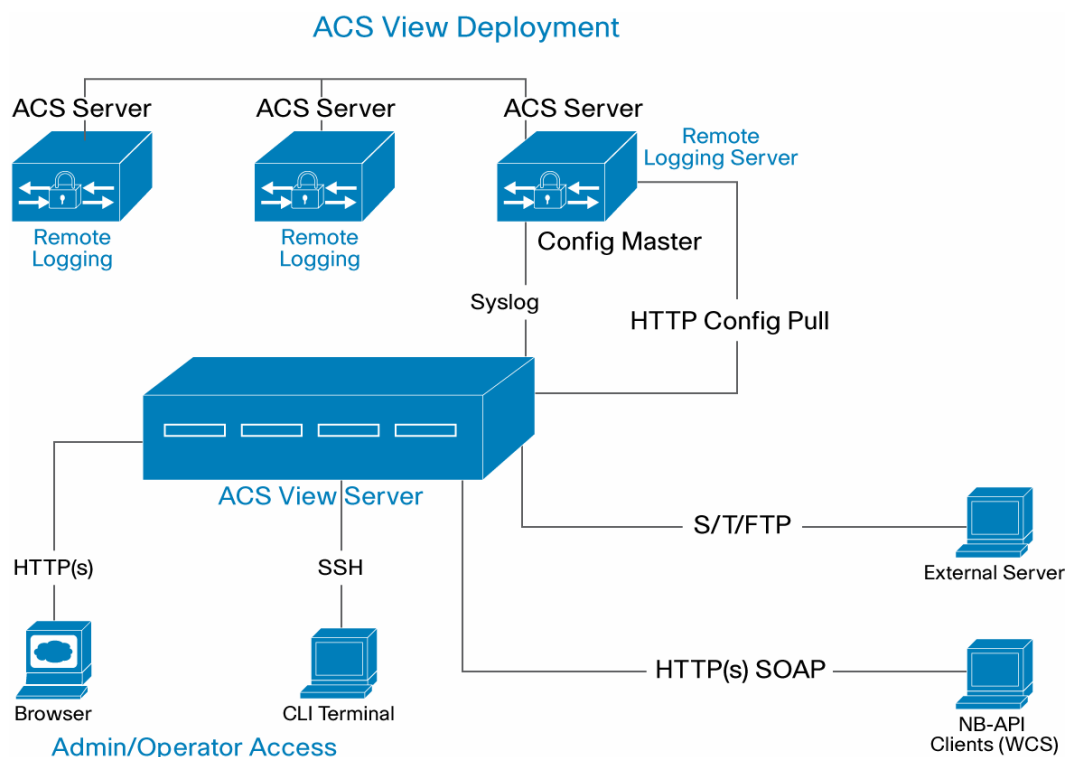 ACS View Deployment
ACS Server
ACS Server
ACS Server
Remote
Logging Server
Remote
Logging
Remote
Logging
Config Master
Syslog
HTTP Config Pull
ACS View Server
S/T/FTP
HTTP(s)
SSH
External Server
HTTP(s) SOAP
Browser
CLI Terminal
NB-API
Clients (WCS)
Admin/Operator Access